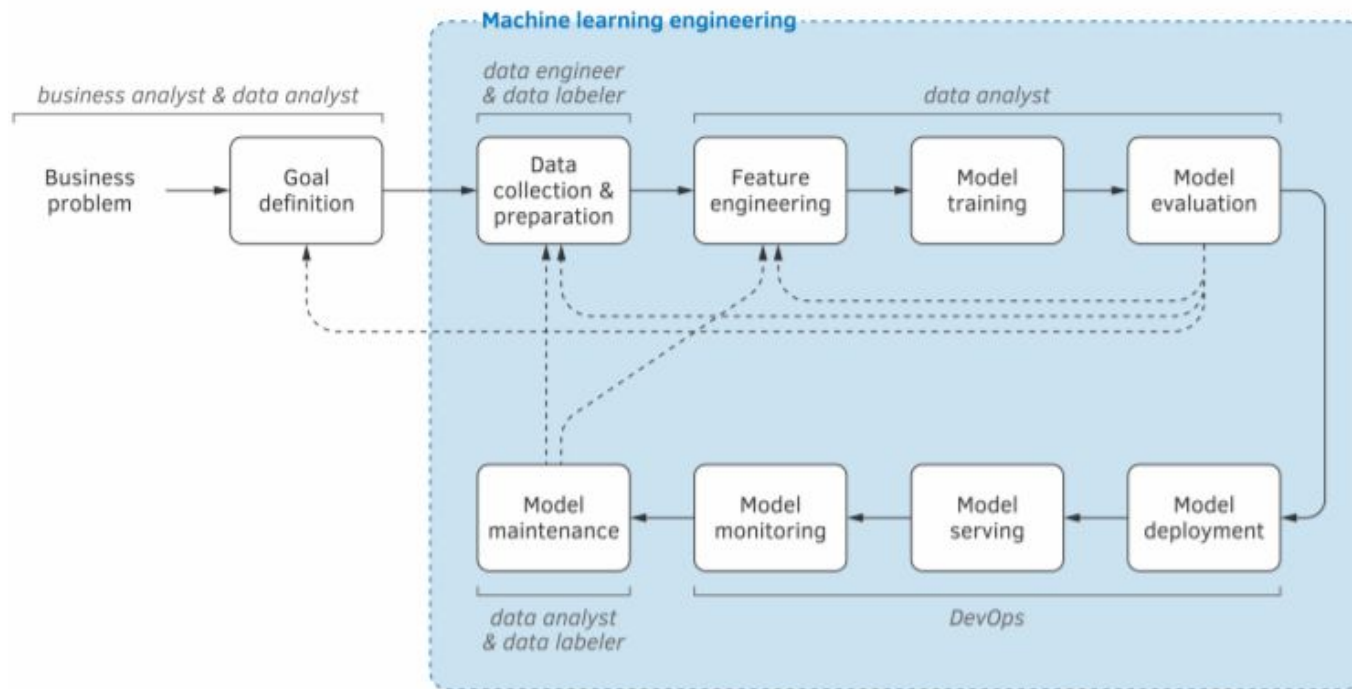 Machine learning engineering
business analyst & data analyst
data engineer
& data labeler
data analyst
Business
problem
Goal
definition
Data
collection &
preparation
Feature
engineering
Model
training
Model
evaluation
Model
maintenance
Model
monitoring
Model
serving
Model
deployment
data analyst
& data labeler
DevOps